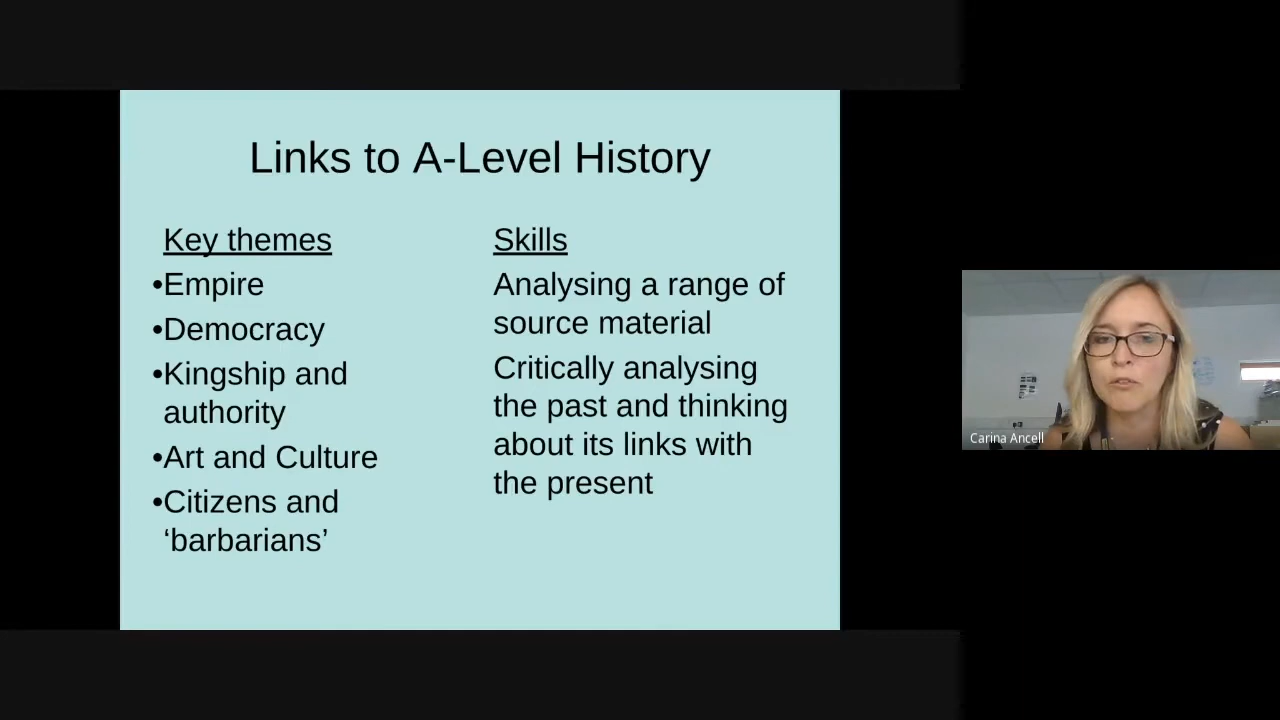 Links to A-Level History
Key themes
•Empire
•Democracy
•Kingship and
authority
•Art and Culture
•Citizens and
‘barbarians’
Skills
Analysing a range of
source material
Critically analysing
the past and thinking
about its links with
the present
Carina Ancell